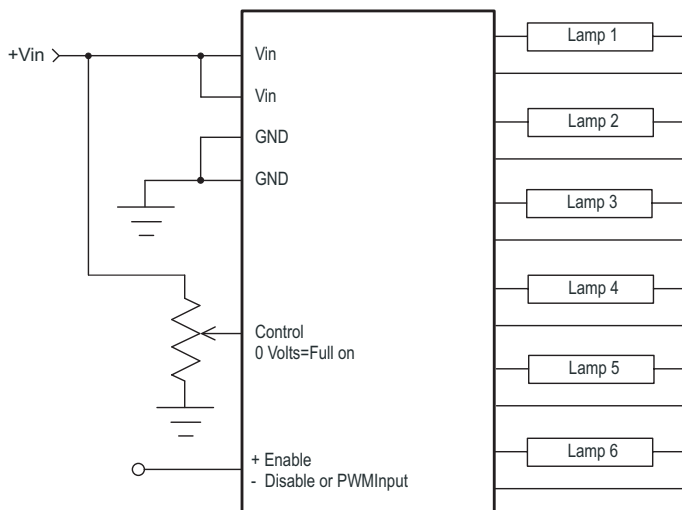 +Vin
Vin
Vin
GND
GND
Control
0 Volts=Full on
+ Enable
- Disable or PWMInput
Lamp 1
Lamp 2
Lamp 3
Lamp 4
Lamp 5
Lamp 6